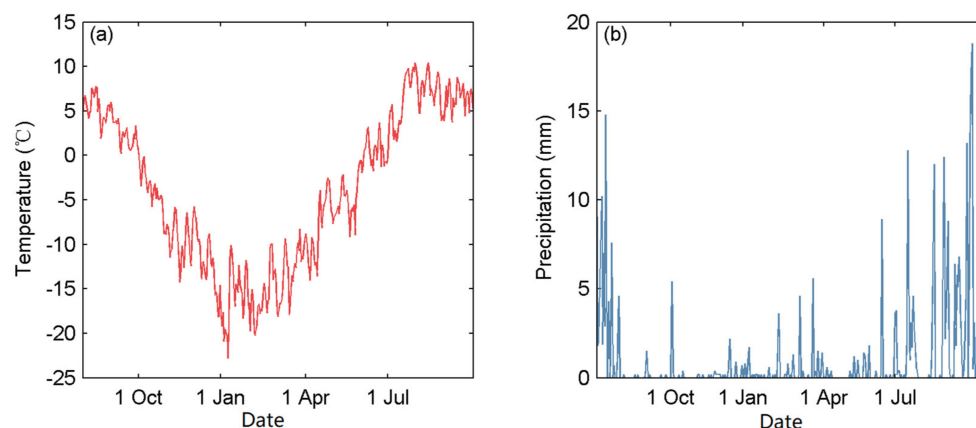 (a)
15
10
5
0
-5
-10
-15
-20
-25
Temperature (℃)
1 Oct 1 Jan 1 Apr 1 Jul
Date
(b)
20
15
10
5
0
Precipitation (mm)
1 Oct 1 Jan 1 Apr 1 Jul
Date